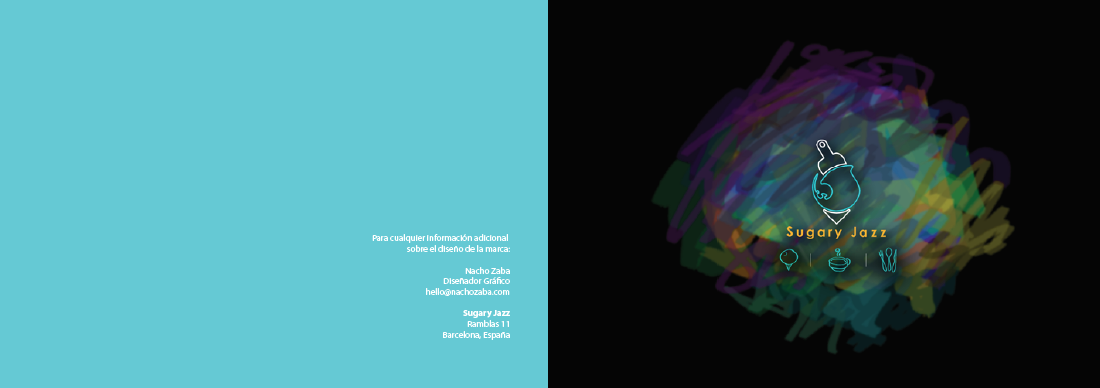 Para cualquier información adicional
sobre el diseño de la marca:
Nacho Zaba
Diseñador Gráfico
hello@nachozaba.com
Sugary Jazz
Ramblas 11
Barcelona, España
Sugary Jazz